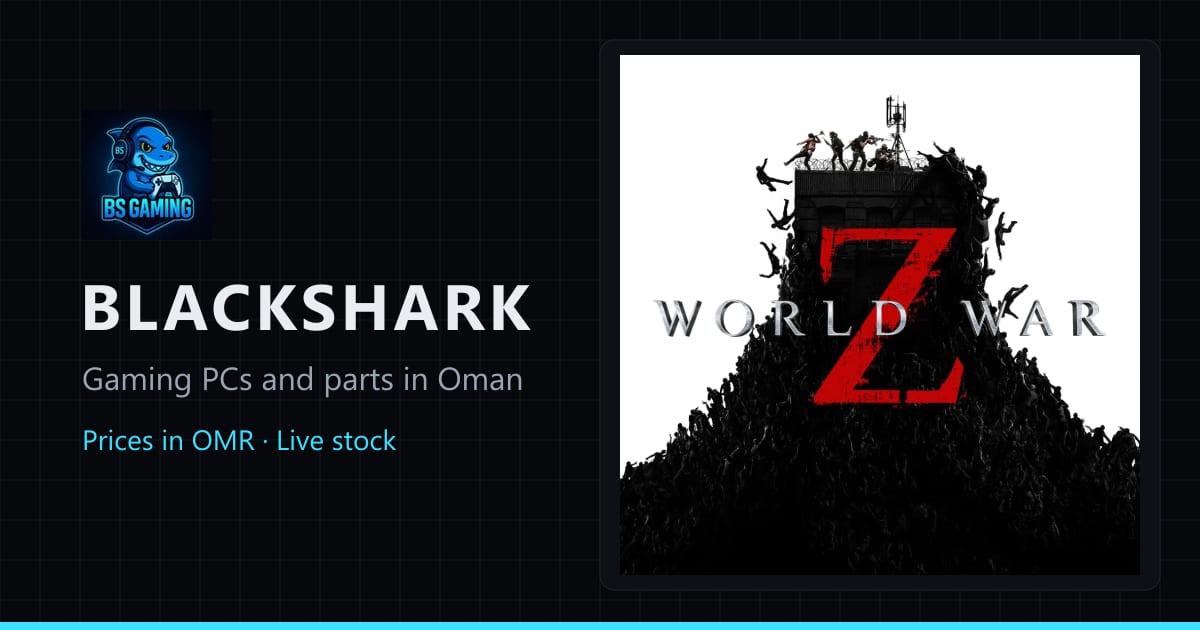 BS
BS GAMING
BLACKSHARK
Gaming PCs and parts in Oman
Prices in OMR · Live stock
WORLD WAR
Z